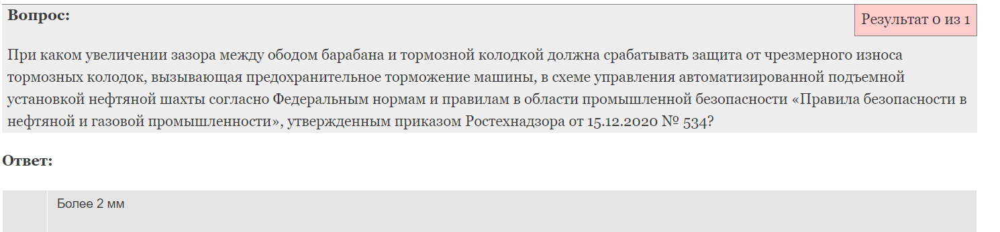 Вопрос:
Результат 0 из 1
При каком увеличении зазора между ободом барабана и тормозной колодкой должна срабатывать защита от чрезмерного износа
тормозных колодок, вызывающая предохранительное торможение машины, в схеме управления автоматизированной подъемной
установкой нефтяной шахты согласно Федеральным нормам и правилам в области промышленной безопасности «Правила безопасности в
нефтяной и газовой промышленности», утвержденным приказом Ростехнадзора от 15.12.2020 № 534?
Ответ:
Более 2 мм